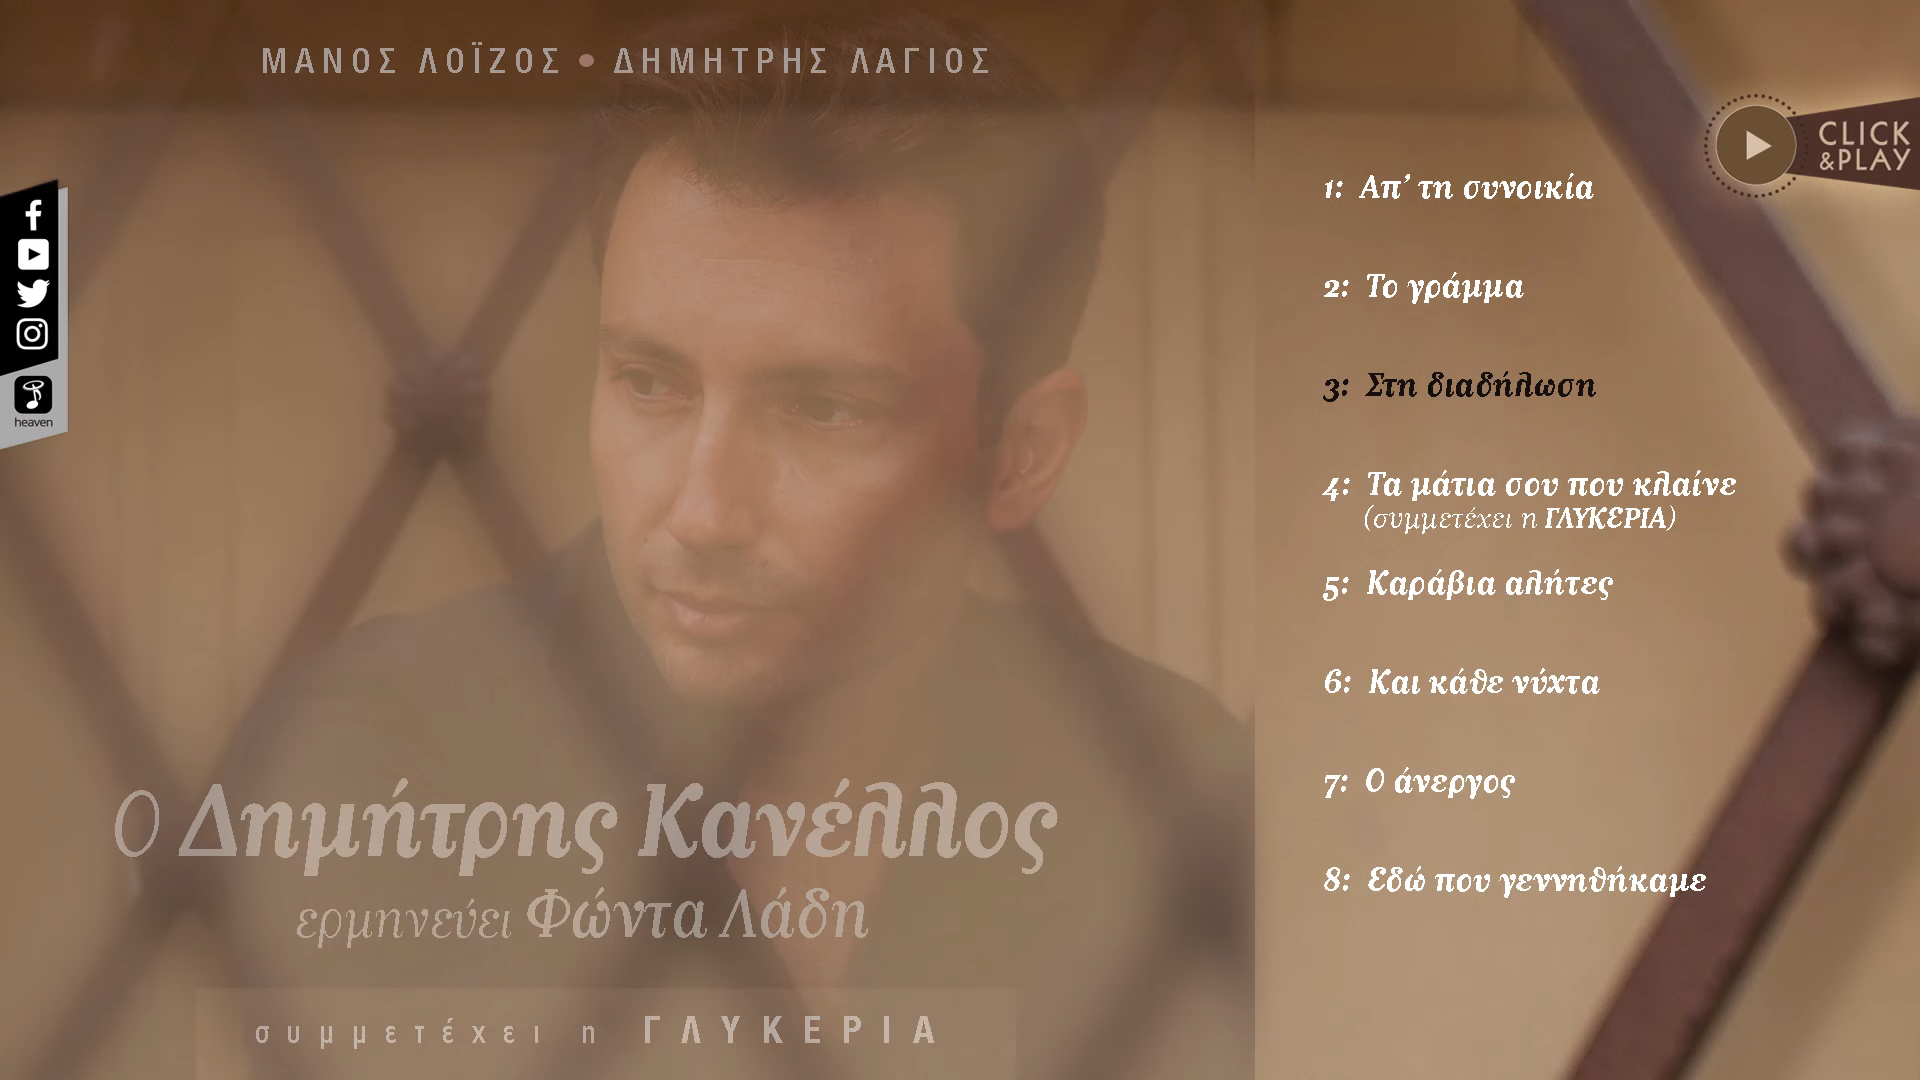 ΜΑΝΟΣ ΛΟΪΖΟΣ • ΔΗΜΗΤΡΗΣ ΛΑΓΙΟΣ
CLICK
&PLAY
1: Απ’ τη συνοικία
2: Το γράμμα
3: Στη διαδήλωση
4: Τα μάτια σου που κλαίνε
(συμμετέχει η ΓΛΥΚΕΡΙΑ)
5: Καράβια αλήτες
6: Και κάθε νύχτα
7: Ο άνεργος
8: Εδώ που γεννηθήκαμε
heaven
Ο Δημήτρης Κανέλλος
ερμηνεύει Φώντα Λάδη
συμμετέχει η ΓΛΥΚΕΡΙΑ